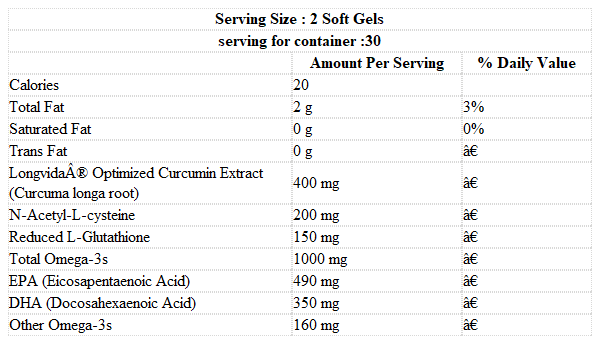 Serving Size : 2 Soft Gels
serving for container :30
Amount Per Serving % Daily Value
Calories 20
Total Fat 2 g 3%
Saturated Fat 0 g 0%
Trans Fat 0 g â€
LongvidaÂ® Optimized Curcumin Extract
(Curcuma longa root) 400 mg â€
N-Acetyl-L-cysteine 200 mg â€
Reduced L-Glutathione 150 mg â€
Total Omega-3s 1000 mg â€
EPA (Eicosapentaenoic Acid) 490 mg â€
DHA (Docosahexaenoic Acid) 350 mg â€
Other Omega-3s 160 mg â€